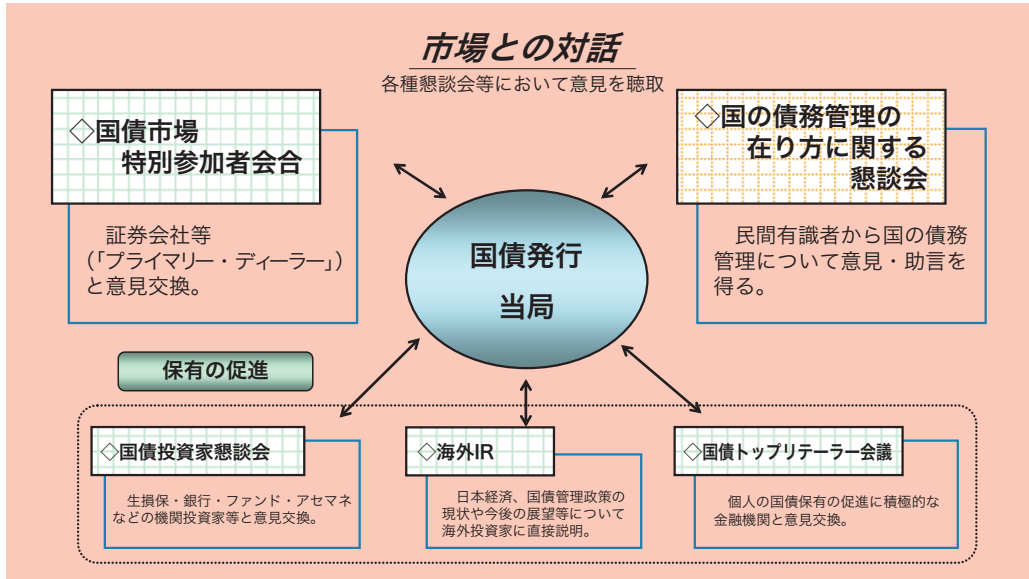 市場との対話
各種懇談会等において意見を聴取
◇国債市場
特別参加者会合
証券会社等
(「プライマリー・ディーラー」)
と意見交換。
◇国の債務管理の
在り方に関する
懇談会
民間有識者から国の債務
管理について意見・助言を
得る。
国債発行
当局
保有の促進
◇国債投資家懇談会
生損保・銀行・ファンド・アセマネ
などの機関投資家等と意見交換。
◇海外IR
日本経済、国債管理政策の
現状や今後の展望等について
海外投資家に直接説明。
◇国債トップリテーラー会議
個人の国債保有の促進に積極的な
金融機関と意見交換。